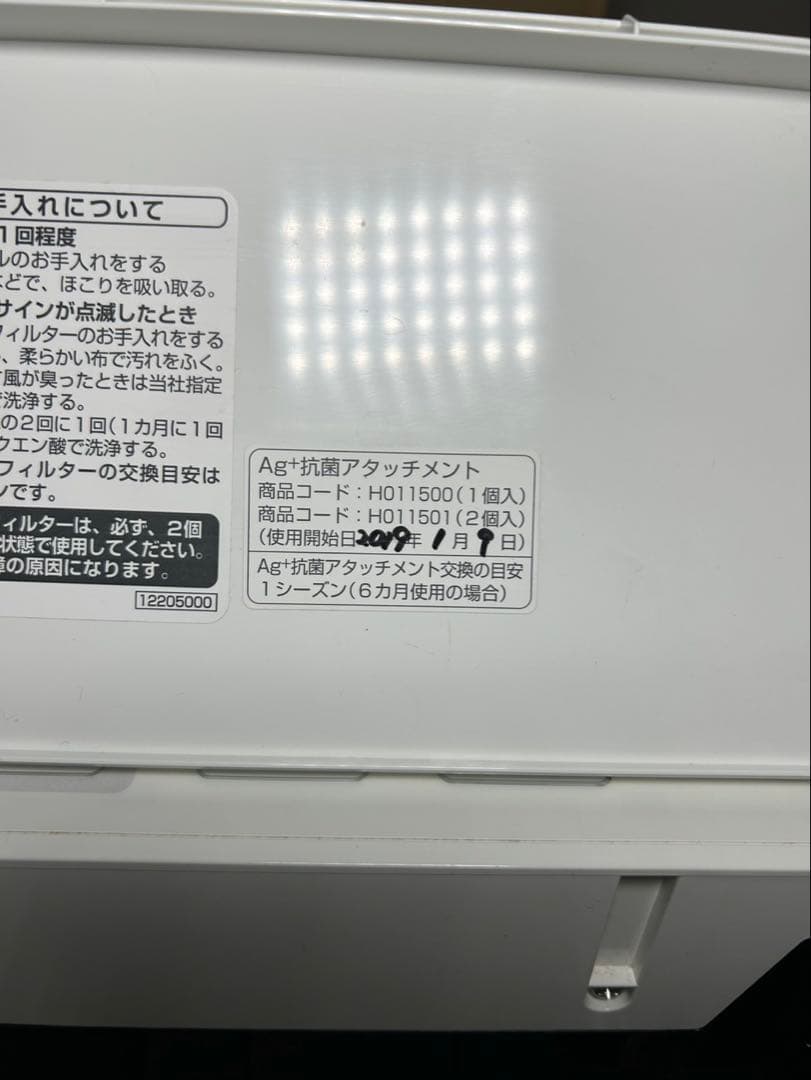 手入れについて
1回程度
ルのお手入れをする
などで、ほこりを吸い取る。
サインが点滅したとき
フィルターのお手入れをする
、柔らかい布で汚れをふく。
風が臭ったときは当社指定
洗浄する。
の2回に1回(1カ月に1回
クエン酸で洗浄する。
フィルターの交換目安は
ンです。
ィルターは、必ず、2個
状態で使用してください。
の原因になります。
12205000
Ag+抗菌アタッチメント
商品コード:H011500(1個入)
商品コード:H011501(2個入)
(使用開始日2019年1月9日)
Ag+抗菌アタッチメント交換の目安
1シーズン(6カ月使用の場合)